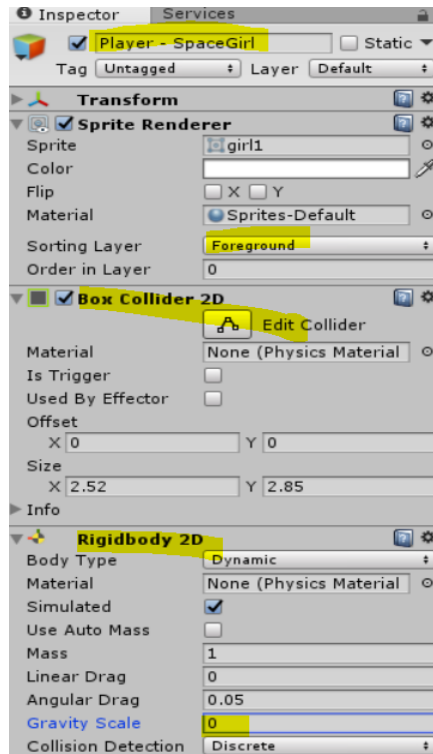 Inspector Services
Player - SpaceGirl Static
Tag Untagged Layer Default
Transform
Sprite Renderer
Sprite girl1
Color
Flip X Y
Material Sprites-Default
Sorting Layer Foreground
Order in Layer 0
Box Collider 2D
Edit Collider
Material None (Physics Material
Is Trigger
Used By Effector
Offset
X 0 Y 0
Size
X 2.52 Y 2.85
Info
Rigidbody 2D
Body Type Dynamic
Material None (Physics Material
Simulated
Use Auto Mass
Mass 1
Linear Drag 0
Angular Drag 0.05
Gravity Scale 0
Collision Detection Discrete